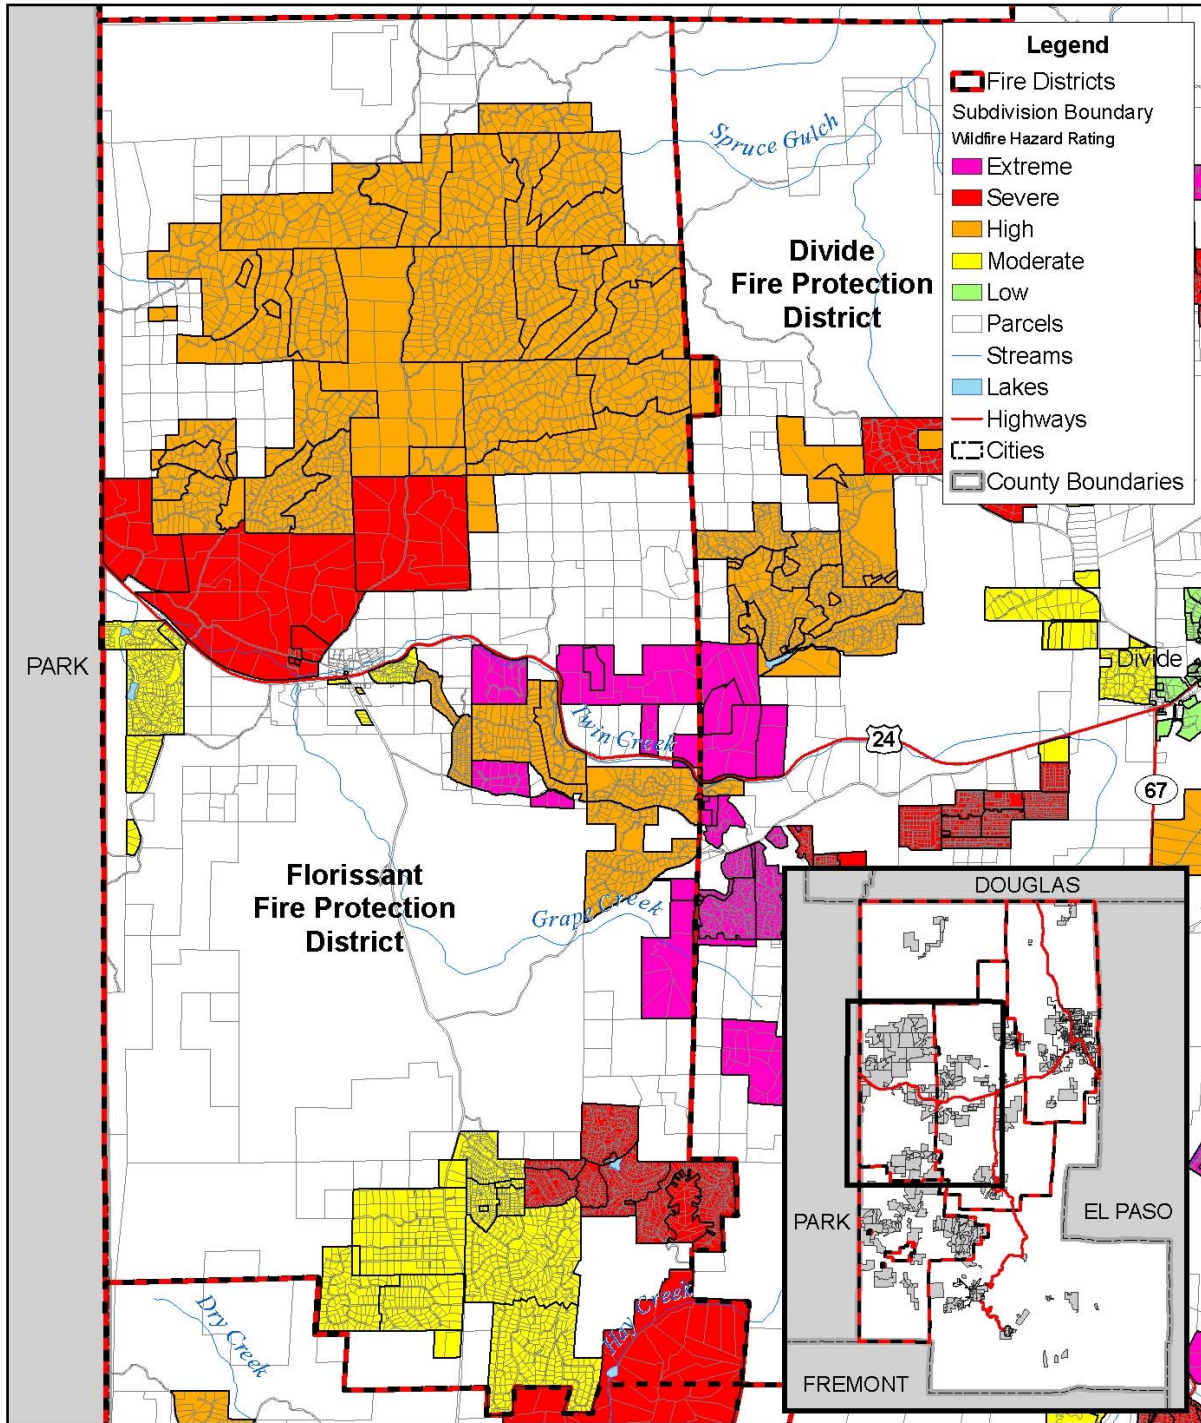 Legend
Fire Districts
Subdivision Boundary
Wildfire Hazard Rating
Extreme
Severe
High
Moderate
Low
Parcels
Streams
Lakes
Highways
Cities
County Boundaries
Spruce Gulch
Divide
Fire Protection
District
PARK
Divide
Twin Creek
24
67
Florissant
Fire Protection
District
Grape Creek
Hay Creek
Dry Creek
DOUGLAS
PARK
EL PASO
FREMONT